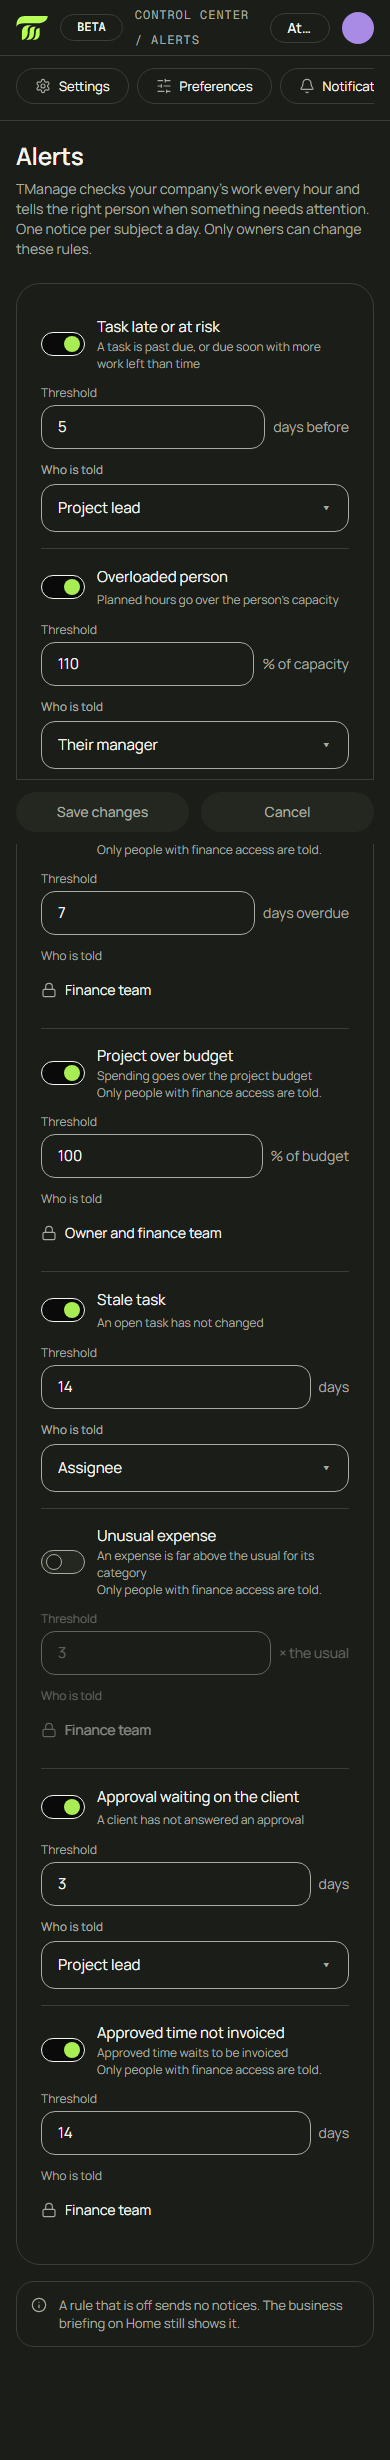 BETA
CONTROL CENTER
/ ALERTS
At...
Settings
Preferences
Notificat
Alerts
TManage checks your company's work every hour and
tells the right person when something needs attention.
One notice per subject a day. Only owners can change
these rules.
Task late or at risk
A task is past due, or due soon with more
work left than time
Threshold
5
days before
Who is told
Project lead
Overloaded person
Planned hours go over the person's capacity
Threshold
110
% of capacity
Who is told
Their manager
Save changes
Cancel
Only people with finance access are told.
Threshold
7
days overdue
Who is told
Finance team
Project over budget
Spending goes over the project budget
Only people with finance access are told.
Threshold
100
% of budget
Who is told
Owner and finance team
Stale task
An open task has not changed
Threshold
14
days
Who is told
Assignee
Unusual expense
An expense is far above the usual for its
category
Only people with finance access are told.
Threshold
3
× the usual
Who is told
Finance team
Approval waiting on the client
A client has not answered an approval
Threshold
3
days
Who is told
Project lead
Approved time not invoiced
Approved time waits to be invoiced
Only people with finance access are told.
Threshold
14
days
Who is told
Finance team
A rule that is off sends no notices. The business
briefing on Home still shows it.